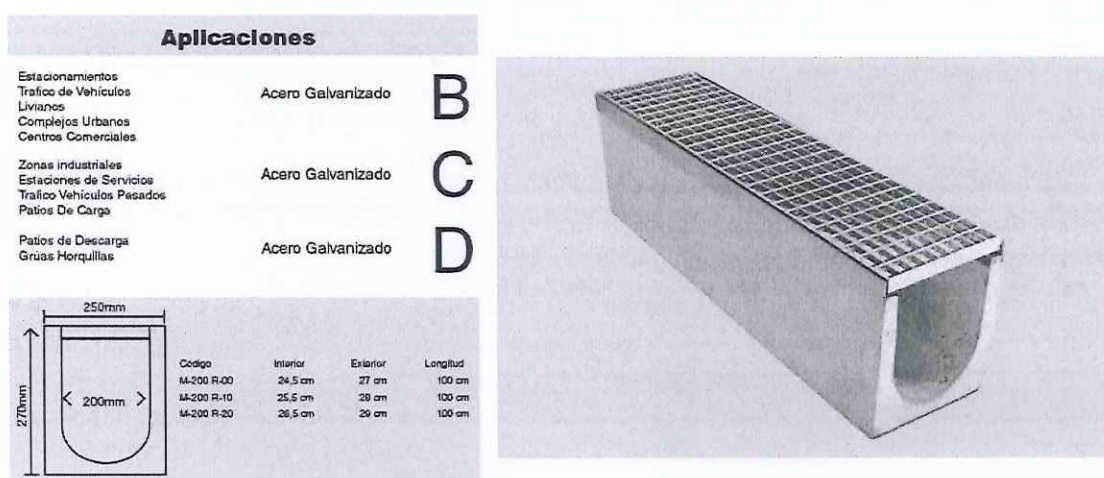 Aplicaciones
Estacionamientos
Trafico de Vehículos
Livianos
Complejos Urbanos
Centros Comerciales
Acero Galvanizado
B
Zonas industriales
Estaciones de Servicios
Trafico Vehículos Pesados
Patios De Carga
Acero Galvanizado
C
Patios de Descarga
Grúas Horquillas
Acero Galvanizado
D
250mm
270mm
200mm
Código Interior Exterior Longitud
M-200 R-00 24,5 cm 27 cm 100 cm
M-200 R-10 25,5 cm 28 cm 100 cm
M-200 R-20 26,5 cm 29 cm 100 cm